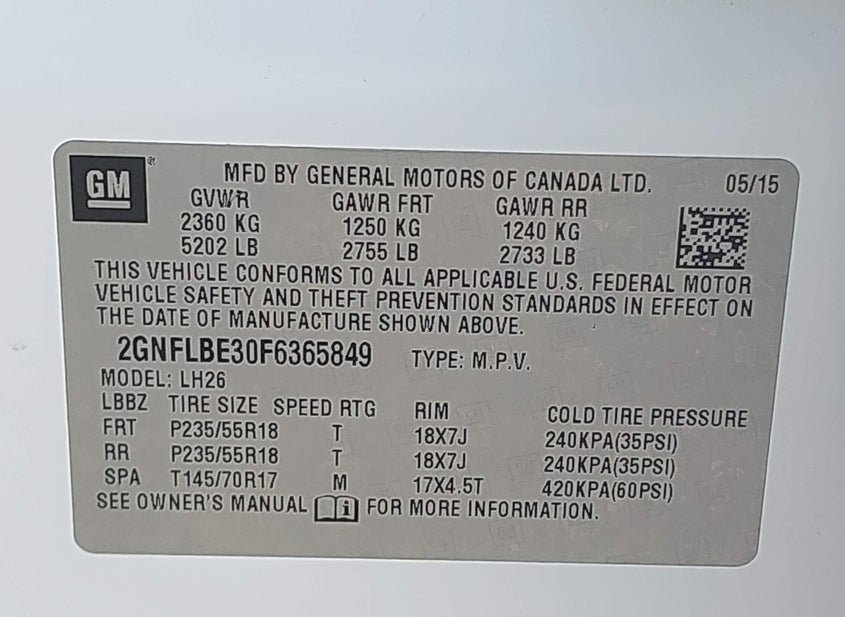 GM ® MFD BY GENERAL MOTORS OF CANADA LTD. 05/15
GVWR GAWR FRT GAWR RR
2360 KG 1250 KG 1240 KG
5202 LB 2755 LB 2733 LB
THIS VEHICLE CONFORMS TO ALL APPLICABLE U.S. FEDERAL MOTOR
VEHICLE SAFETY AND THEFT PREVENTION STANDARDS IN EFFECT ON
THE DATE OF MANUFACTURE SHOWN ABOVE.
2GNFLBE30F6365849 TYPE: M.P.V.
MODEL: LH26
LBBZ TIRE SIZE SPEED RTG RIM COLD TIRE PRESSURE
FRT P235/55R18 T 18X7J 240KPA(35PSI)
RR P235/55R18 T 18X7J 240KPA(35PSI)
SPA T145/70R17 M 17X4.5T 420KPA(60PSI)
SEE OWNER'S MANUAL i FOR MORE INFORMATION.